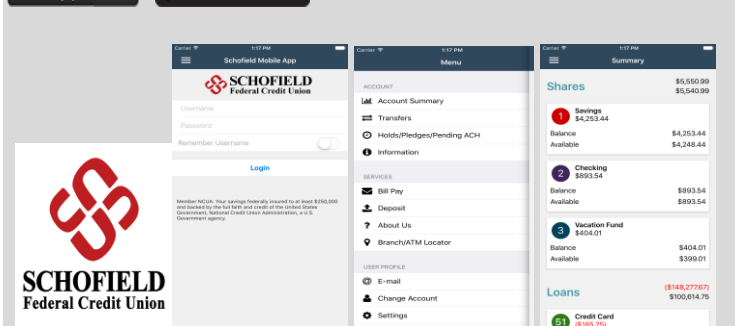 SCHOFIELD
Federal Credit Union
Carrier 1:17 PM
Schofield Mobile App
SCHOFIELD
Federal Credit Union
Username
Password
Remember Username
Login
Member NCUA: Your savings federally insured to at least $250,000
and backed by the full faith and credit of the United States
Government, National Credit Union Administration, a U.S.
Government agency.
Carrier 1:17 PM
Menu
ACCOUNT
Account Summary
Transfers
Holds/Pledges/Pending ACH
Information
SERVICES
Bill Pay
Deposit
About Us
Branch/ATM Locator
USER PROFILE
E-mail
Change Account
Settings
Carrier 1:17 PM
Summary
Shares $5,550.99
$5,540.99
1 Savings
$4,253.44
Balance $4,253.44
Available $4,248.44
2 Checking
$893.54
Balance $893.54
Available $893.54
3 Vacation Fund
$404.01
Balance $404.01
Available $399.01
Loans ($148,277.67)
$100,614.75
51 Credit Card
($185.25)